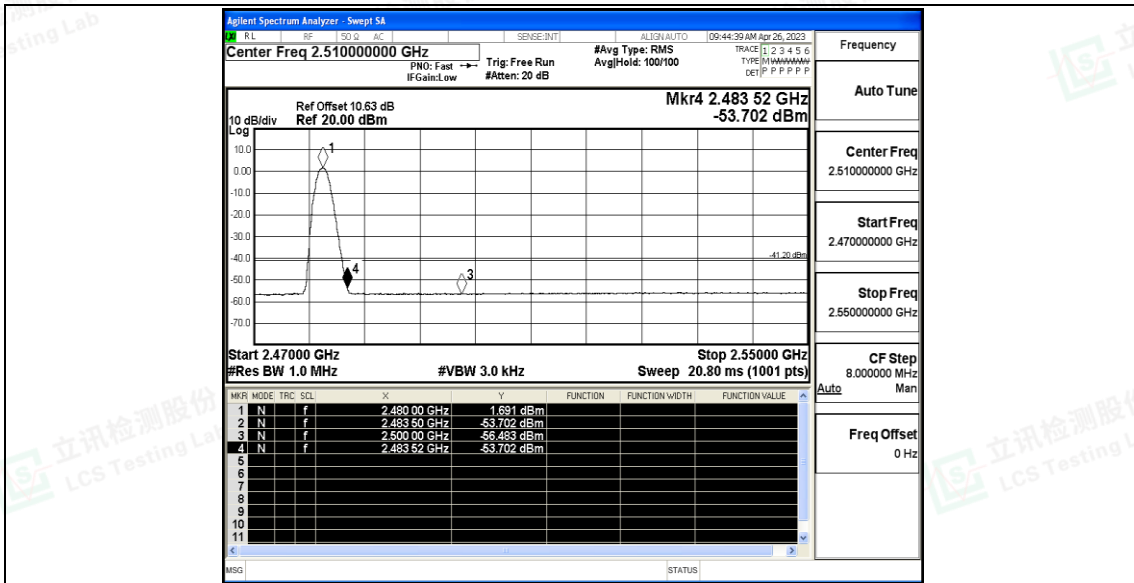 Agilent Spectrum Analyzer - Swept SA
RL RF 50 Ω AC SENSE:INT ALIGNAUTO 09:44:39 AM Apr 26, 2023
Center Freq 2.510000000 GHz
PNO: Fast
IFGain:Low
Trig: Free Run
#Atten: 20 dB
#Avg Type: RMS
Avg|Hold: 100/100
TRACE 1 2 3 4 5 6
TYPE M
DET P P P P P P
Mkr4 2.483 52 GHz
-53.702 dBm
Ref Offset 10.63 dB
10 dB/div Ref 20.00 dBm
Log
10.0
0.00
-10.0
-20.0
-30.0
-40.0
-50.0
-60.0
-70.0
1
4
3
-41.20 dBm
Start 2.47000 GHz Stop 2.55000 GHz
#Res BW 1.0 MHz #VBW 3.0 kHz Sweep 20.80 ms (1001 pts)
MKR MODE TRC SCL X Y FUNCTION FUNCTION WIDTH FUNCTION VALUE
1 N f 2.480 00 GHz 1.691 dBm
2 N f 2.483 50 GHz -53.702 dBm
3 N f 2.500 00 GHz -56.483 dBm
4 N f 2.483 52 GHz -53.702 dBm
5
6
7
8
9
10
11
MSG STATUS
Frequency
Auto Tune
Center Freq
2.510000000 GHz
Start Freq
2.470000000 GHz
Stop Freq
2.550000000 GHz
CF Step
8.000000 MHz
Auto Man
Freq Offset
0 Hz
立讯检测股份
LCS Testing Lab
立讯检测股份
LCS Testing L